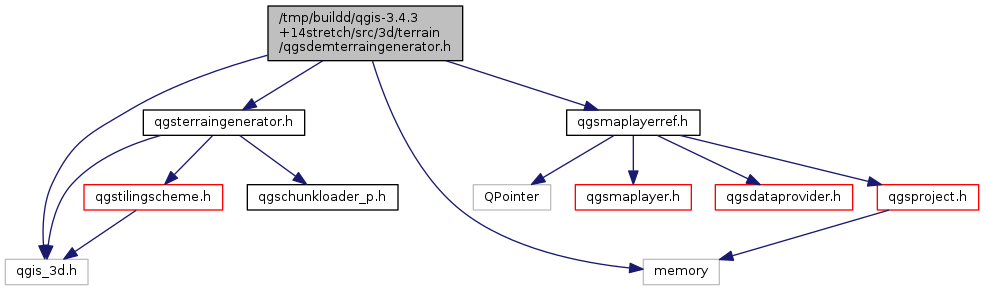 /tmp/buildd/qgis-3.4.3
+14stretch/src/3d/terrain
/qgsdemterraingenerator.h
qgsterraingenerator.h
qgsmaplayerref.h
qgstilingscheme.h
qgschunkloader_p.h
QPointer
qgsmaplayer.h
qgsdataprovider.h
qgsproject.h
qgis_3d.h
memory